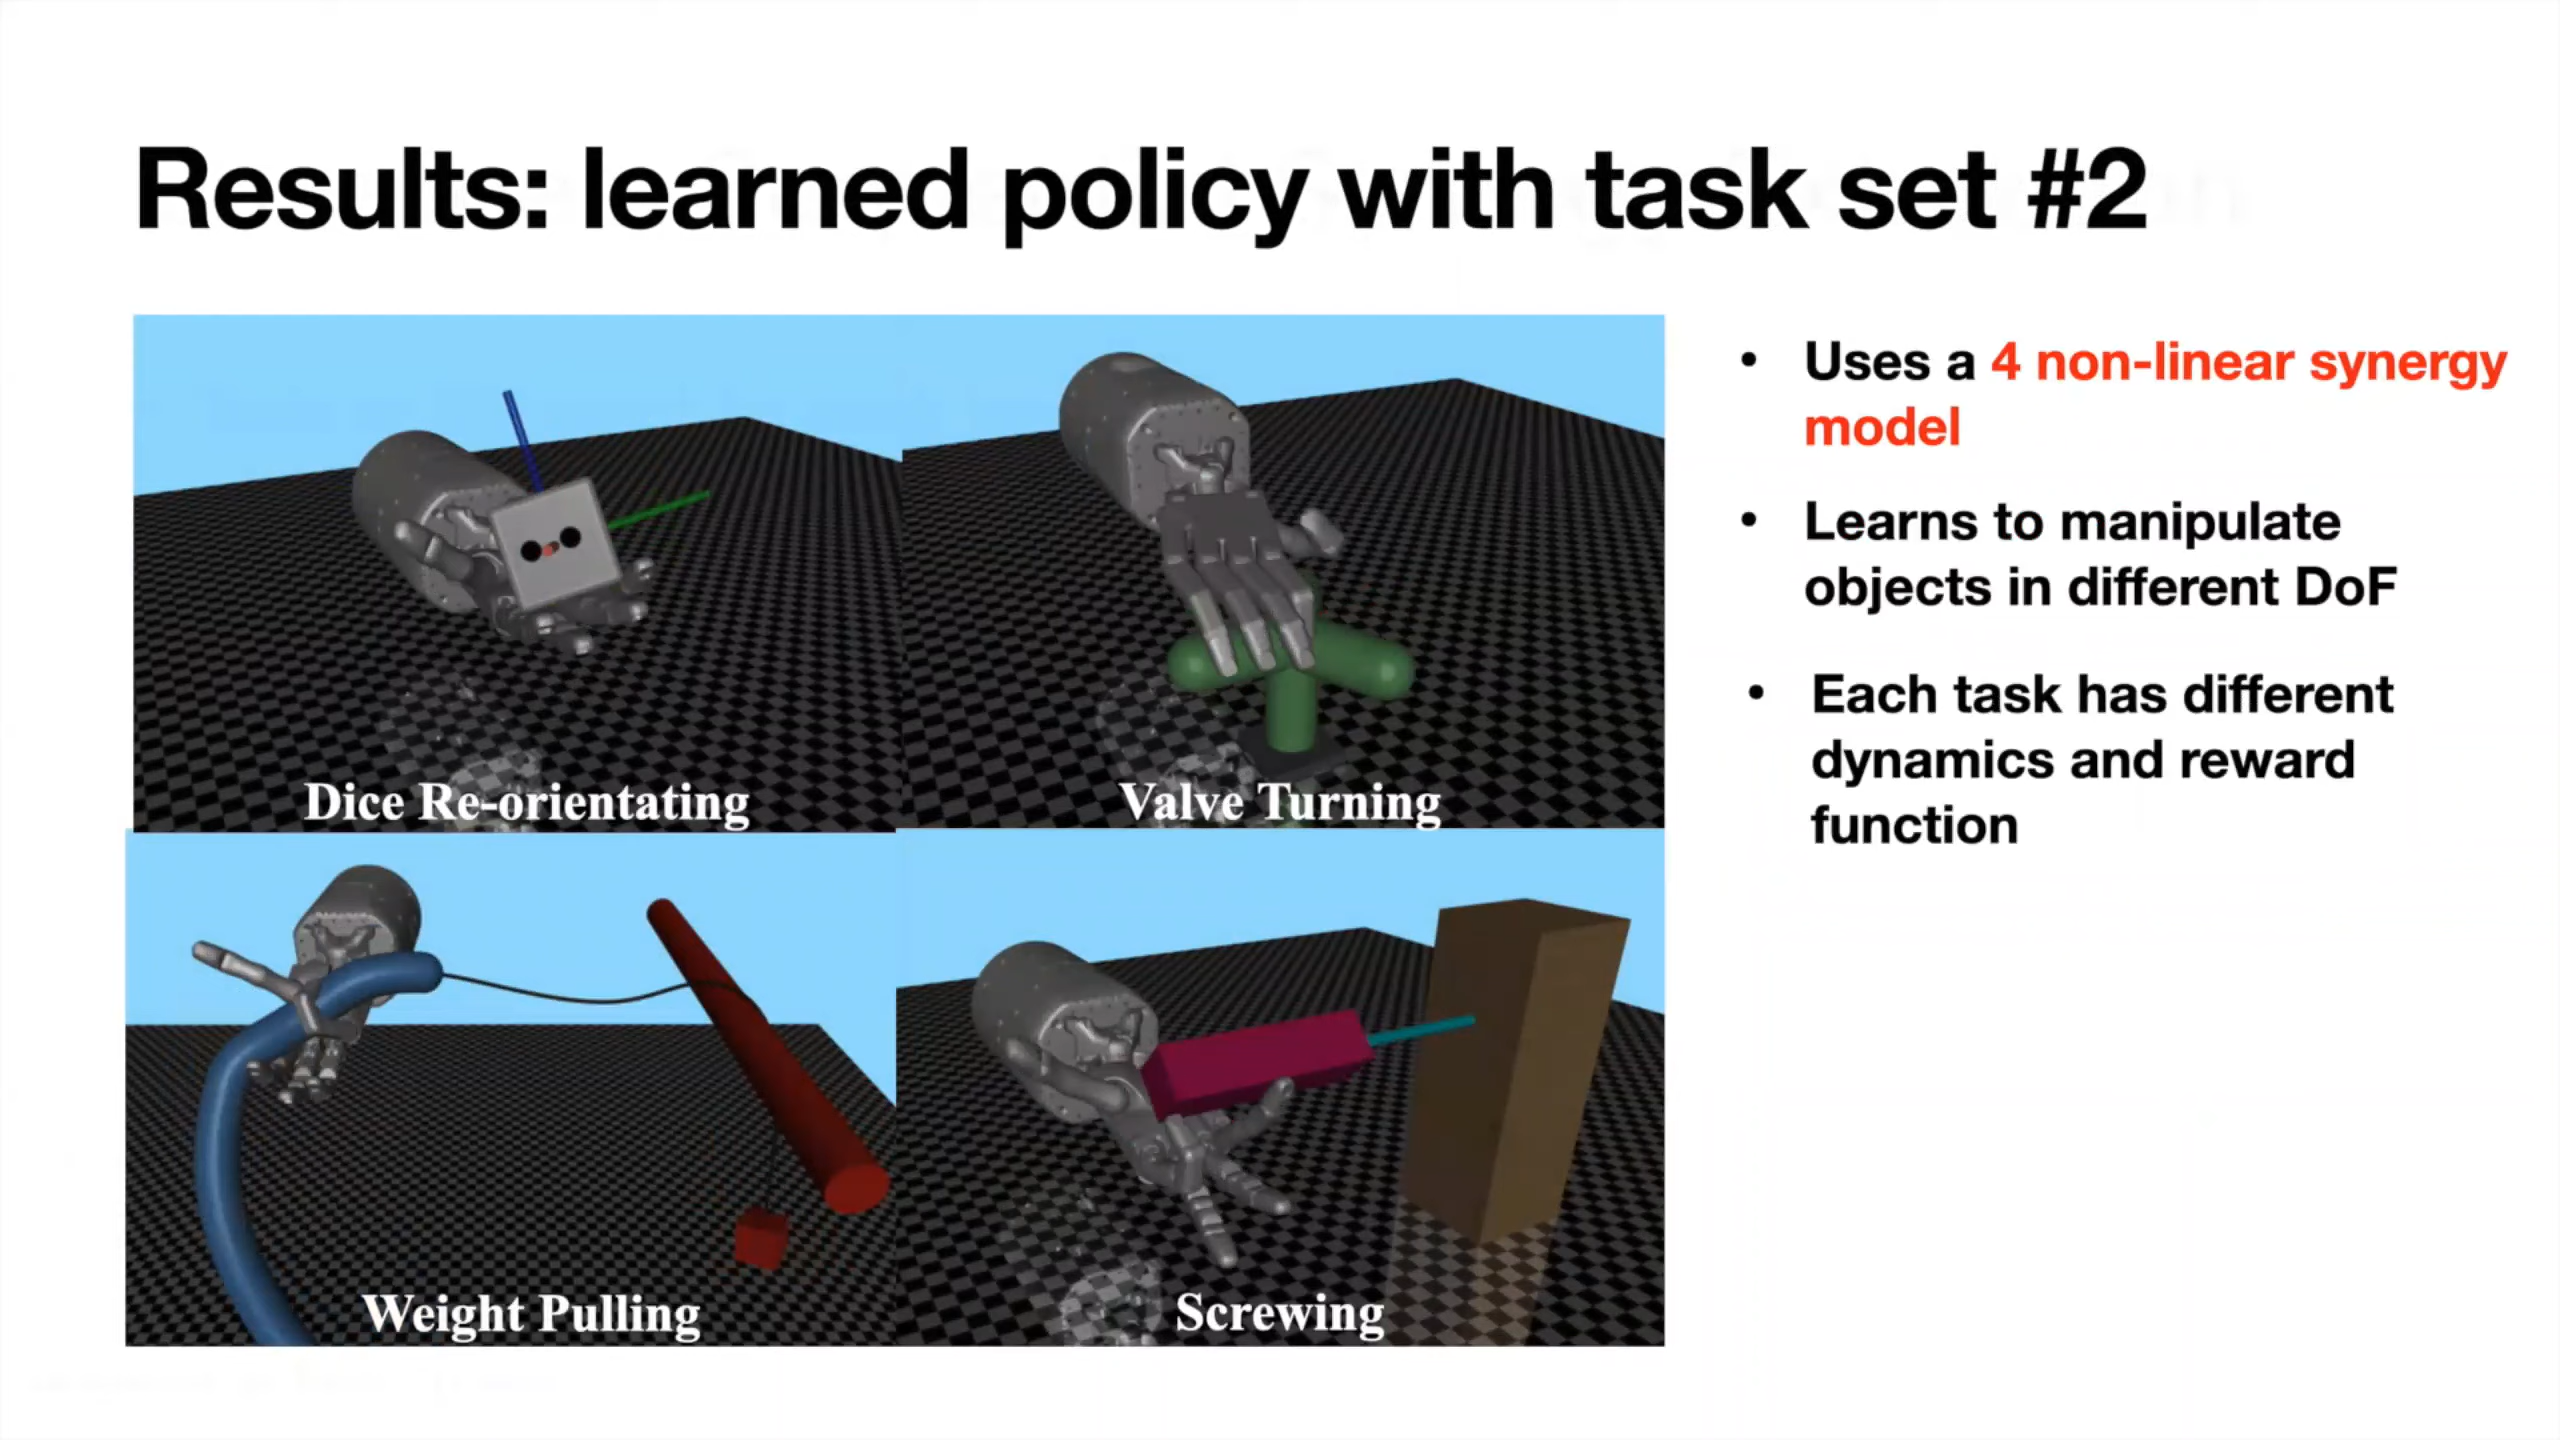 Results: learned policy with task set #2
Dice Re-orientating
Valve Turning
Weight Pulling
Screwing
• Uses a 4 non-linear synergy
model
• Learns to manipulate
objects in different DoF
• Each task has different
dynamics and reward
function